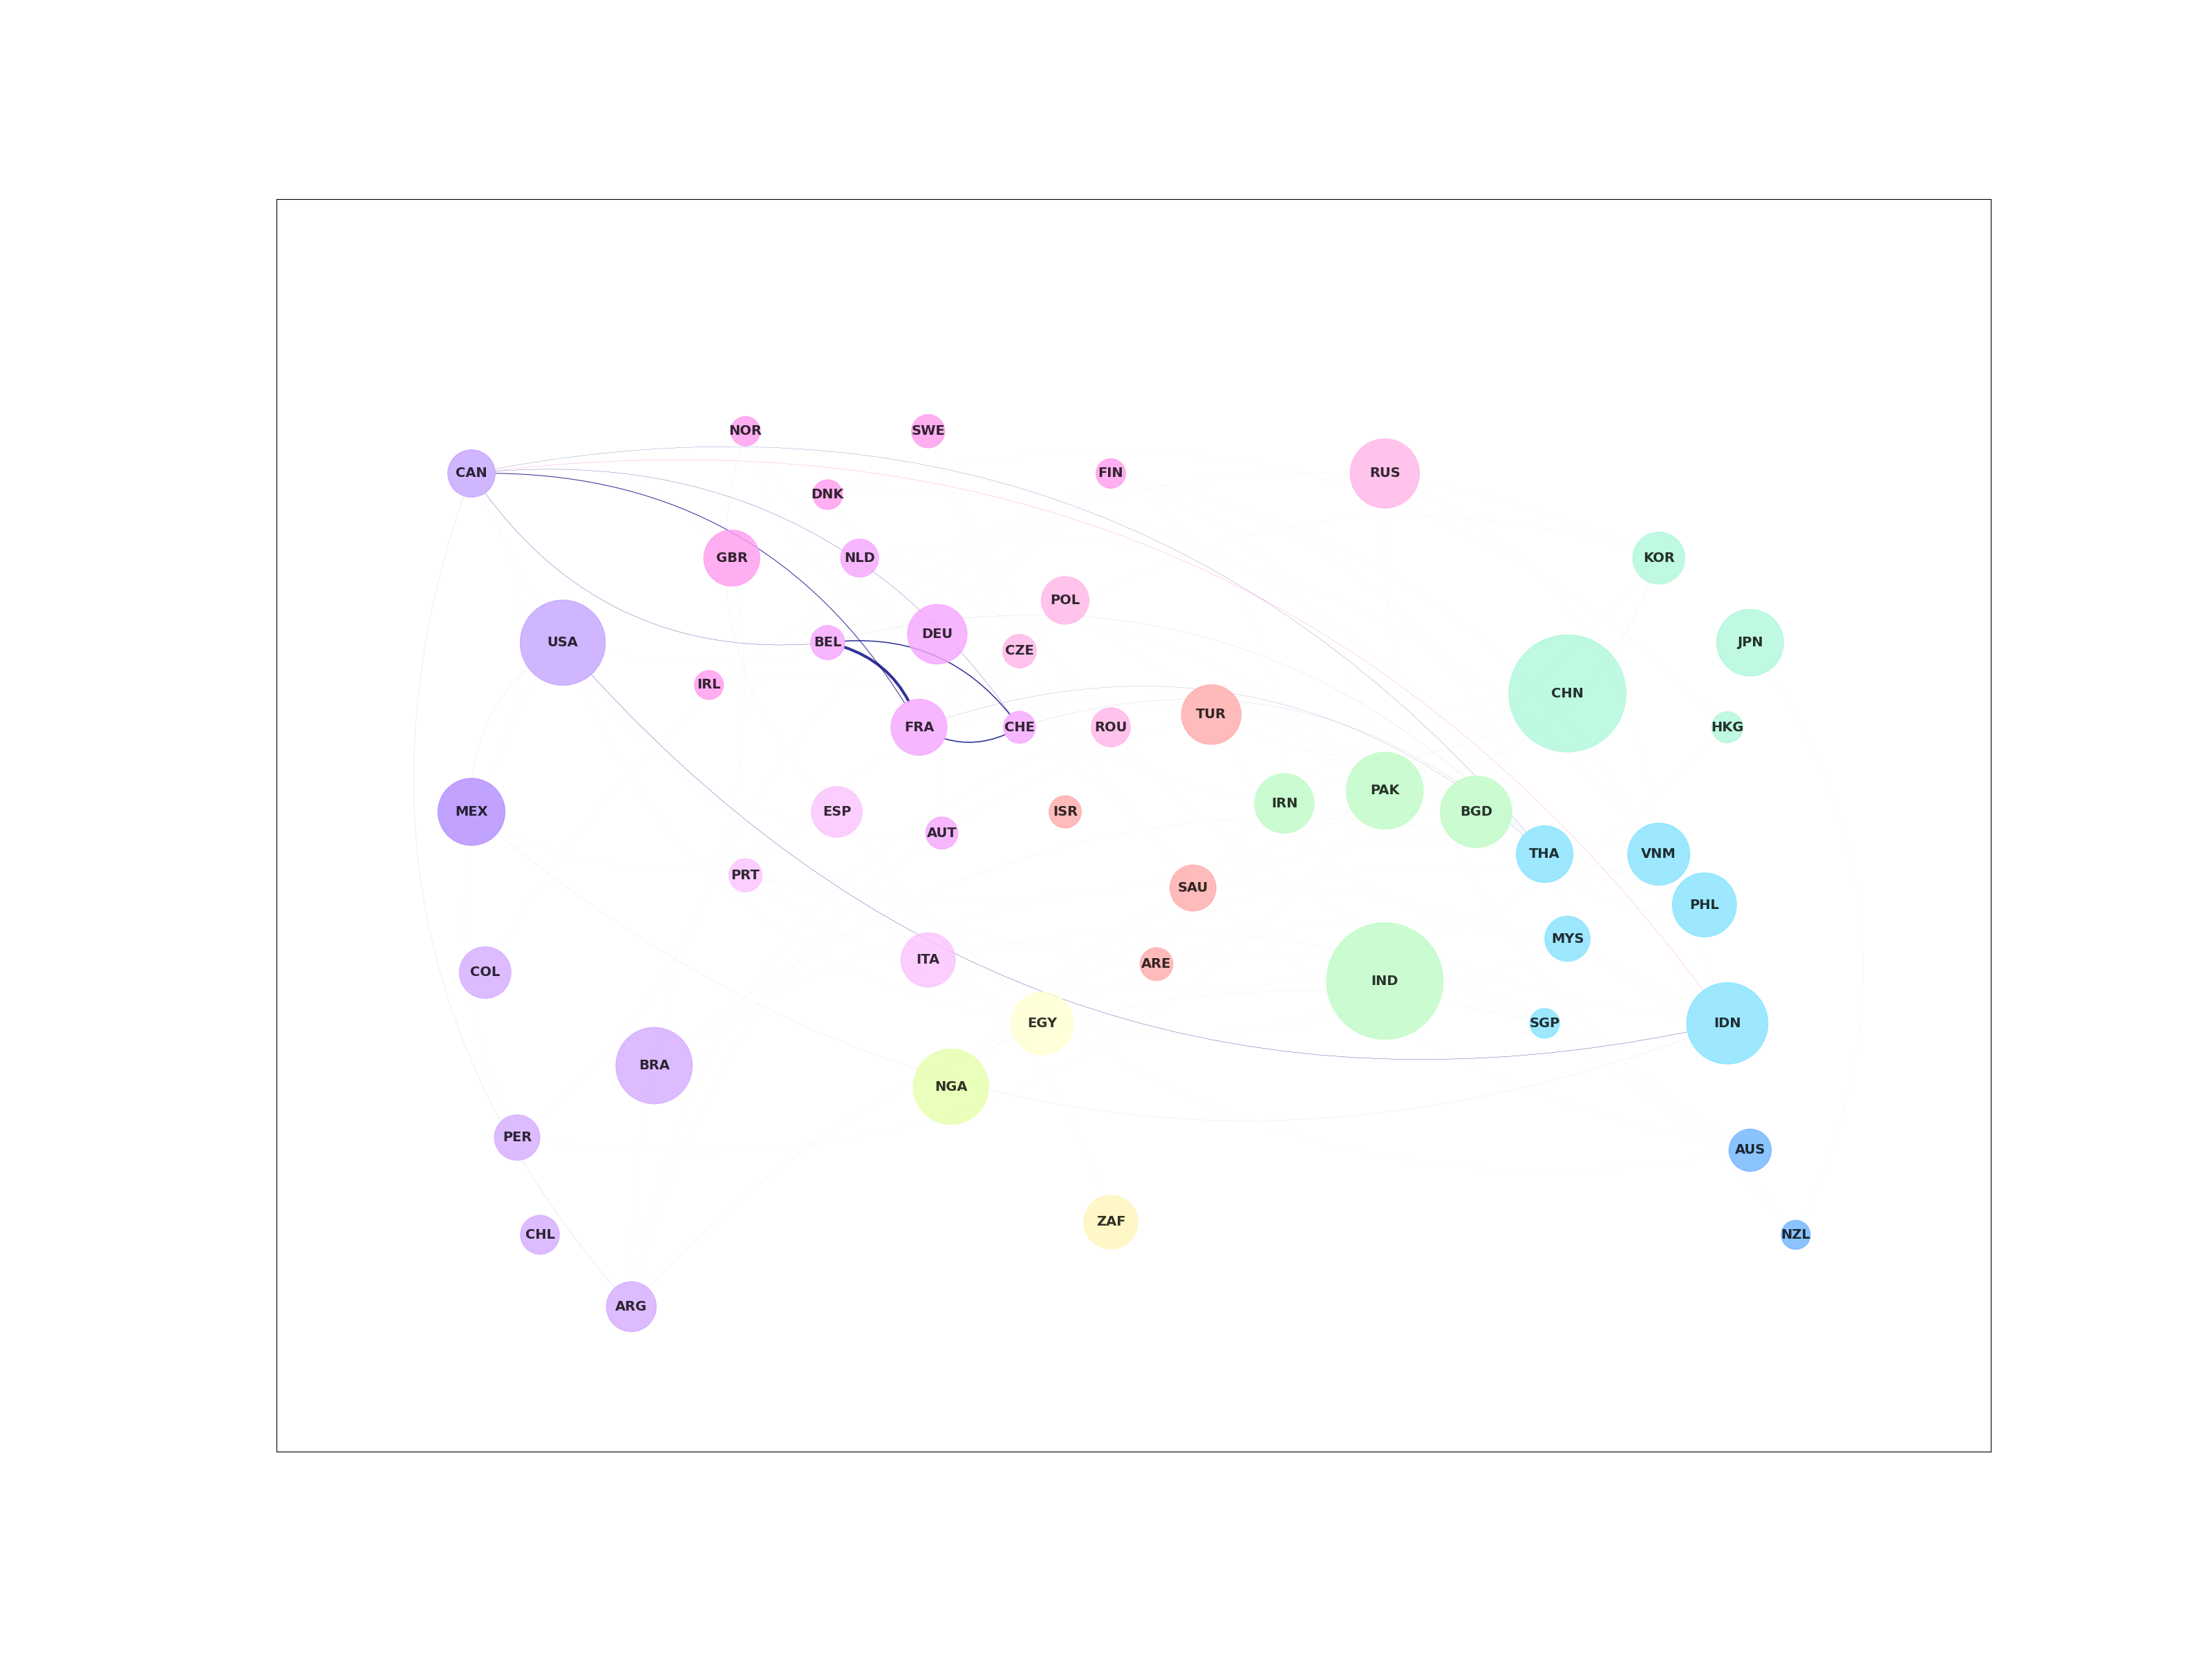 NOR
SWE
CAN
FIN
RUS
DNK
GBR
NLD
KOR
POL
USA
BEL
DEU
CZE
JPN
IRL
CHN
FRA
CHE
ROU
TUR
HKG
MEX
ESP
ISR
IRN
PAK
BGD
AUT
THA
VNM
PRT
SAU
PHL
MYS
COL
ITA
ARE
IND
EGY
SGP
IDN
BRA
NGA
PER
AUS
CHL
ZAF
NZL
ARG